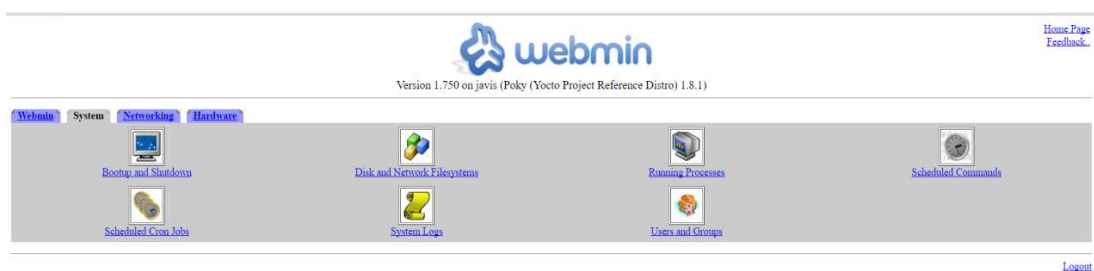 Home Page
Feedback..
webmin
Version 1.750 on javis (Poky (Yocto Project Reference Distro) 1.8.1)
Webmin System Networking Hardware
Bootup and Shutdown Disk and Network Filesystems Running Processes Scheduled Commands
Scheduled Cron Jobs System Logs Users and Groups
Logout